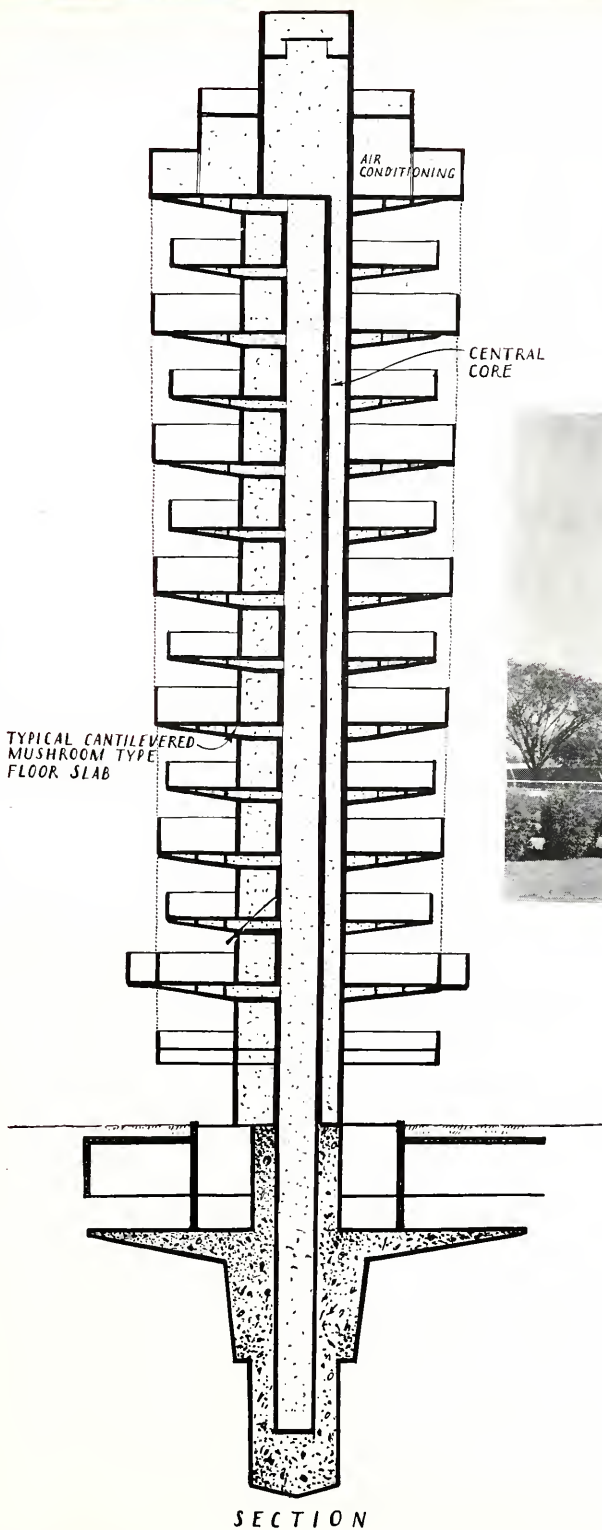 AIR
CONDITIONING
CENTRAL
CORE
TYPICAL CANTILEVERED
MUSHROOM TYPE
FLOOR SLAB
SECTION